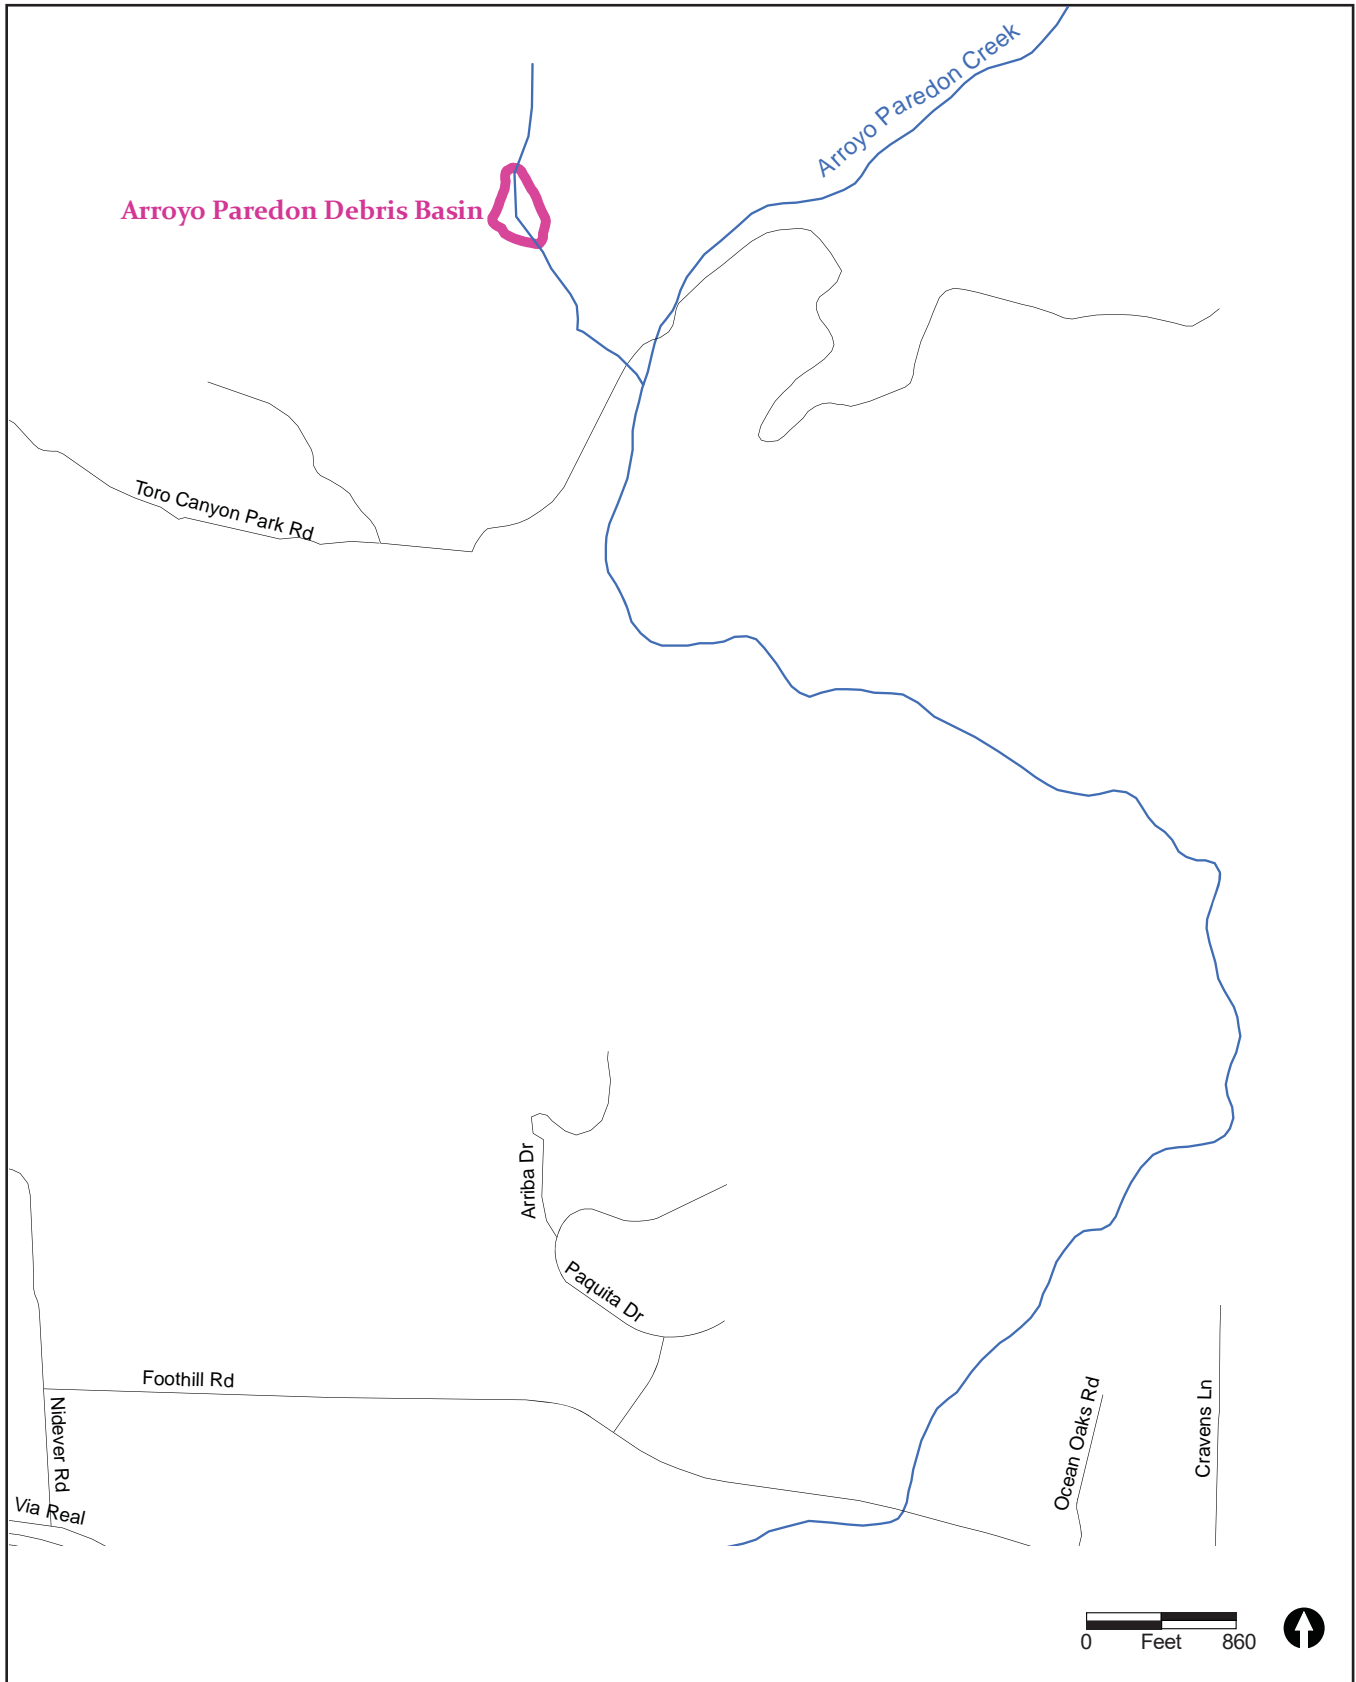 Arroyo Paredon Creek
Arroyo Paredon Debris Basin
Toro Canyon Park Rd
Arriba Dr
Paquita Dr
Foothill Rd
Nidever Rd
Ocean Oaks Rd
Cravens Ln
Via Real
0 Feet 860